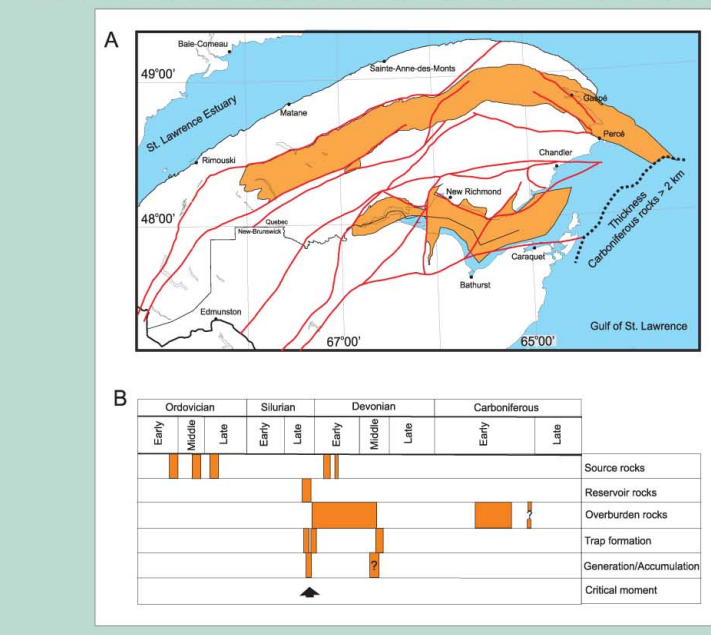 A
Baie-Comeau
Sainte-Anne-des-Monts
49°00'
Gaspé
St. Lawrence Estuary
Matane
Percé
Chandler
Rimouski
New Richmond
Thickness
Carboniferous rocks > 2 km
48°00'
Quebec
New-Brunswick
Caraquet
Bathurst
Edmunston
Gulf of St. Lawrence
67°00'
65°00'
B
Ordovician Silurian Devonian Carboniferous
Early Middle Late Early Late Early Middle Late Early Late
Source rocks
Reservoir rocks
? Overburden rocks
Trap formation
? Generation/Accumulation
Critical moment